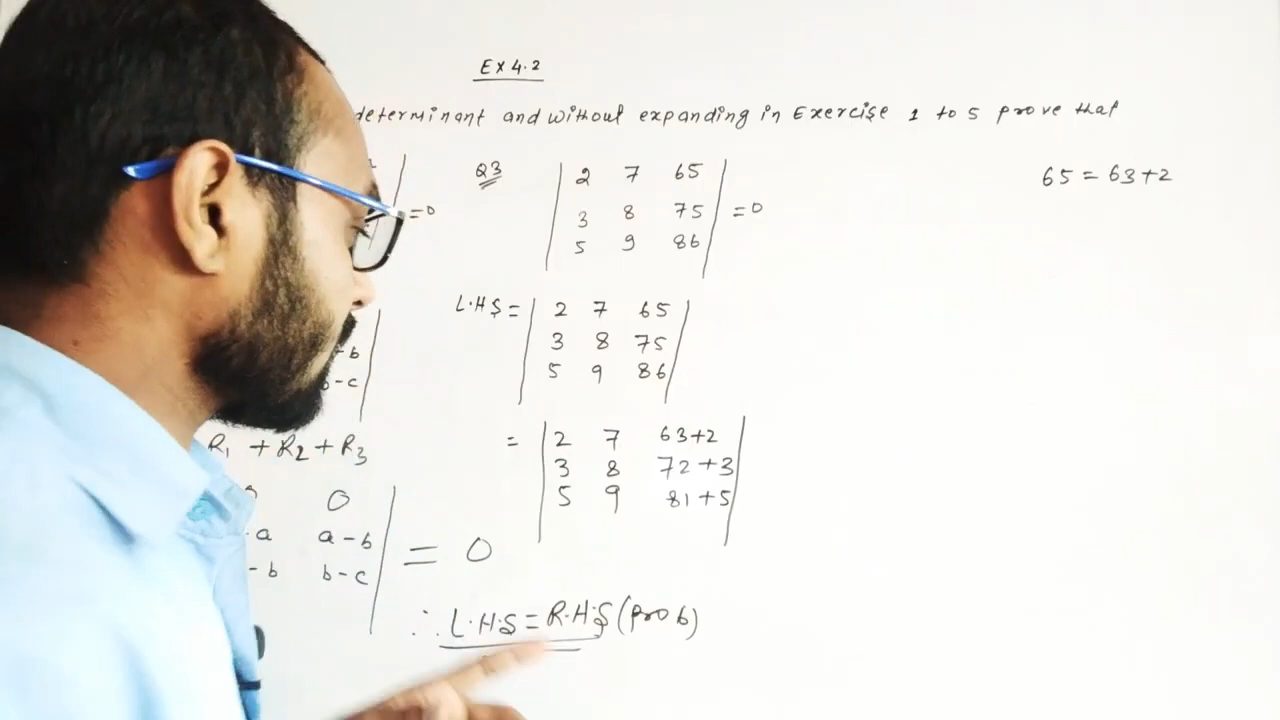 Ex 4.2
determinant and without expanding in Exercise 1 to 5 prove that
=0
-b
-c
R₁ + R₂ + R₃
0
-a a-b
-b b-c
= 0
∴ L.H.S = R.H.S (Prob)
Q3
2 7 65
3 8 75 = 0
5 9 86
L.H.S =
2 7 65
3 8 75
5 9 86
=
2 7 63+2
3 8 72+3
5 9 81+5
65 = 63+2